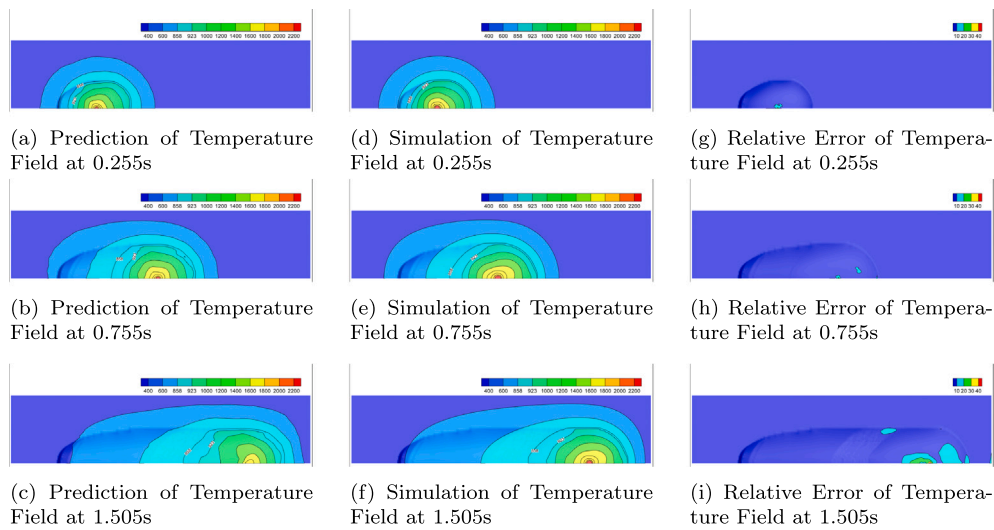 400 600 858 923 1000 1200 1400 1600 1800 2000 2200
400 600 858 923 1000 1200 1400 1600 1800 2000 2200
10 20 30 40
(a) Prediction of Temperature
Field at 0.255s
(d) Simulation of Temperature
Field at 0.255s
(g) Relative Error of Tempera-
ture Field at 0.255s
400 600 858 923 1000 1200 1400 1600 1800 2000 2200
400 600 858 923 1000 1200 1400 1600 1800 2000 2200
10 20 30 40
(b) Prediction of Temperature
Field at 0.755s
(e) Simulation of Temperature
Field at 0.755s
(h) Relative Error of Tempera-
ture Field at 0.755s
400 600 858 923 1000 1200 1400 1600 1800 2000 2200
400 600 858 923 1000 1200 1400 1600 1800 2000 2200
10 20 30 40
(c) Prediction of Temperature
Field at 1.505s
(f) Simulation of Temperature
Field at 1.505s
(i) Relative Error of Tempera-
ture Field at 1.505s